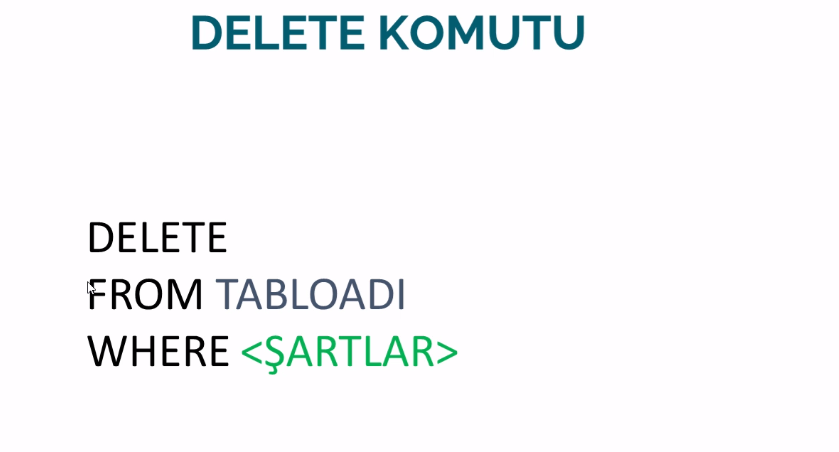 DELETE KOMUTU
DELETE
FROM TABLOADI
WHERE <ŞARTLAR>